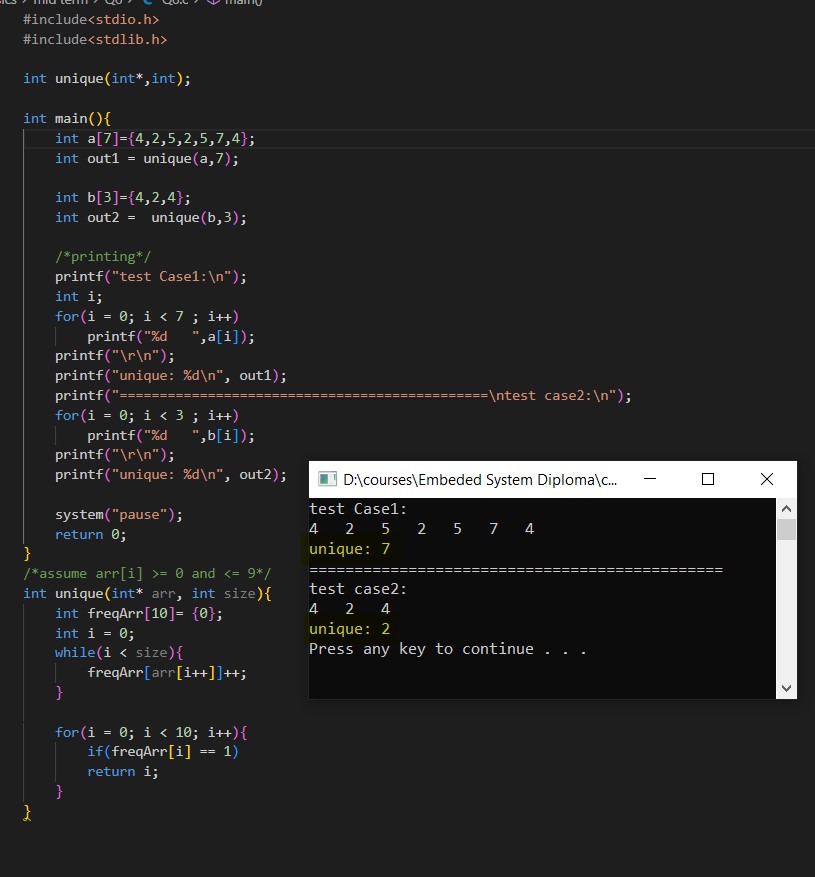 mid term > Q6 > C Q6.c > main()
#include<stdio.h>
#include<stdlib.h>
int unique(int*,int);
int main(){
    int a[7]={4,2,5,2,5,7,4};
    int out1 = unique(a,7);
    int b[3]={4,2,4};
    int out2 =  unique(b,3);
    /*printing*/
    printf("test Case1:\n");
    int i;
    for(i = 0; i < 7 ; i++)
        printf("%d   ",a[i]);
    printf("\r\n");
    printf("unique: %d\n", out1);
    printf("==============================================\ntest case2:\n");
    for(i = 0; i < 3 ; i++)
        printf("%d   ",b[i]);
    printf("\r\n");
    printf("unique: %d\n", out2);
    system("pause");
    return 0;
}
/*assume arr[i] >= 0 and <= 9*/
int unique(int* arr, int size){
    int freqArr[10]= {0};
    int i = 0;
    while(i < size){
        freqArr[arr[i++]]++;
    }
    for(i = 0; i < 10; i++){
        if(freqArr[i] == 1)
        return i;
    }
}
D:\courses\Embeded System Diploma\c...
test Case1:
4   2   5   2   5   7   4
unique: 7
==============================================
test case2:
4   2   4
unique: 2
Press any key to continue . . .